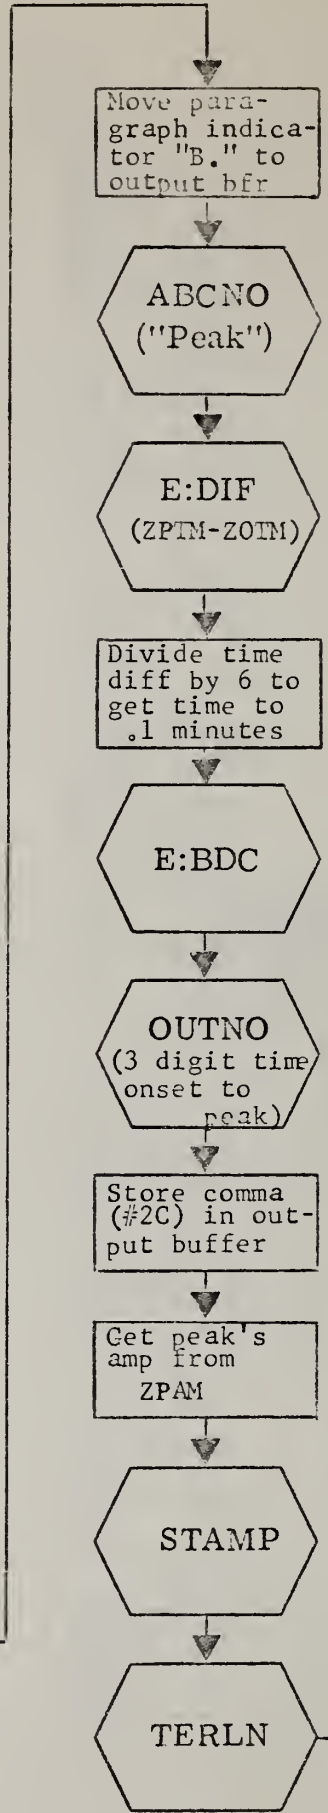 Move para-
graph indica-
tor "B." to
output bfr
ABCNO
("Peak")
E:DIF
(ZPTM-ZOTM)
Divide time
diff by 6 to
get time to
.1 minutes
E:BDC
OUTNO
(3 digit time
onset to
peak)
Store comma
(#2C) in out-
put buffer
Get peak's
amp from
ZPAM
STAMP
TERLN